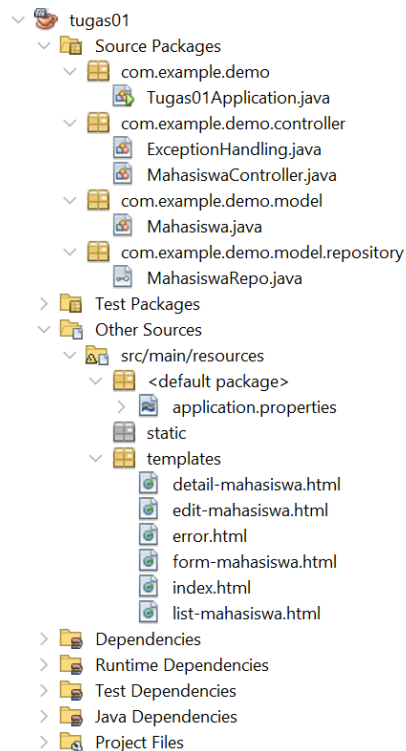 tugas01
Source Packages
com.example.demo
Tugas01Application.java
com.example.demo.controller
ExceptionHandling.java
MahasiswaController.java
com.example.demo.model
Mahasiswa.java
com.example.demo.model.repository
MahasiswaRepo.java
Test Packages
Other Sources
src/main/resources
<default package>
application.properties
static
templates
detail-mahasiswa.html
edit-mahasiswa.html
error.html
form-mahasiswa.html
index.html
list-mahasiswa.html
Dependencies
Runtime Dependencies
Test Dependencies
Java Dependencies
Project Files